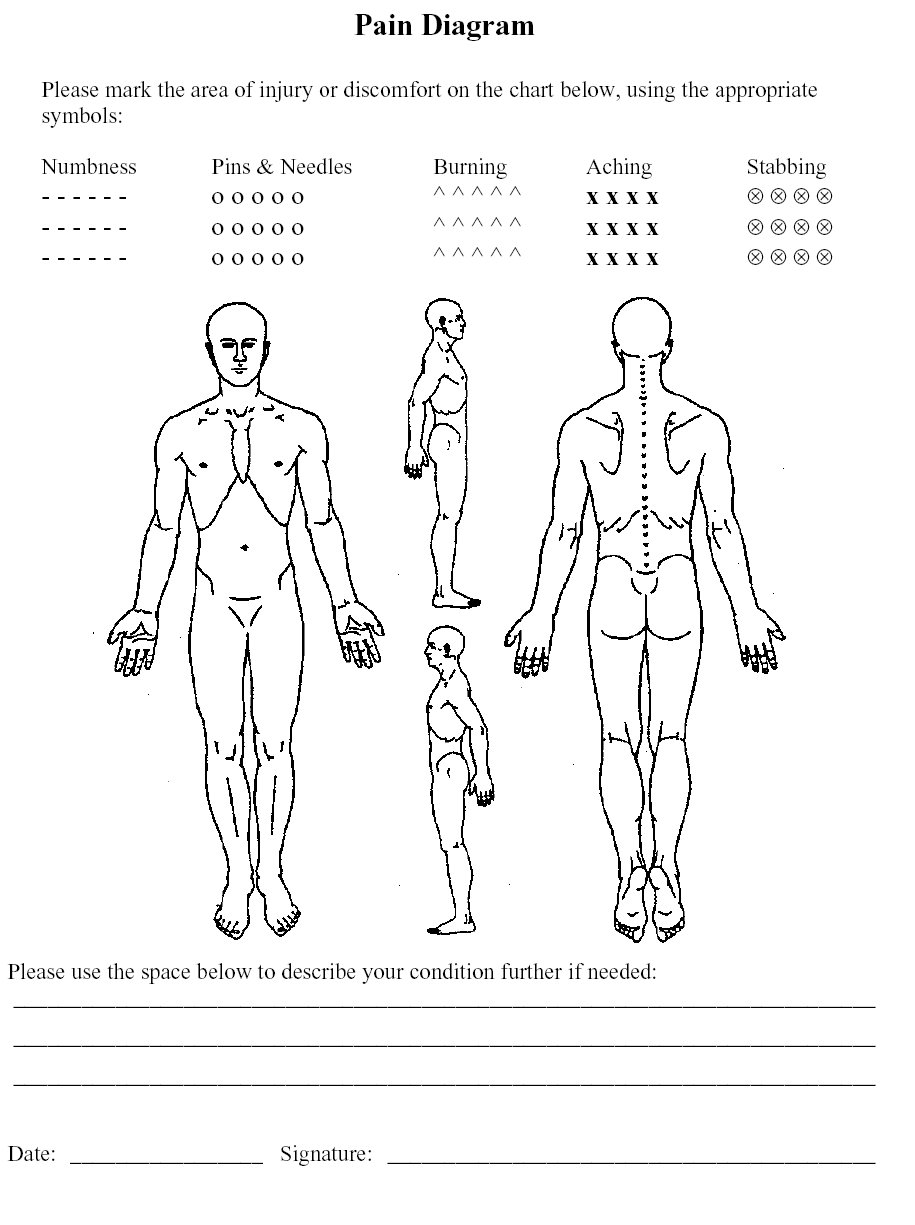 Pain Diagram
Please mark the area of injury or discomfort on the chart below, using the appropriate
symbols:
Numbness Pins & Needles Burning Aching Stabbing
- - - - - - o o o o o ^ ^ ^ ^ ^ x x x x ⊗ ⊗ ⊗ ⊗
- - - - - - o o o o o ^ ^ ^ ^ ^ x x x x ⊗ ⊗ ⊗ ⊗
- - - - - - o o o o o ^ ^ ^ ^ ^ x x x x ⊗ ⊗ ⊗ ⊗
Please use the space below to describe your condition further if needed:
Date: Signature: